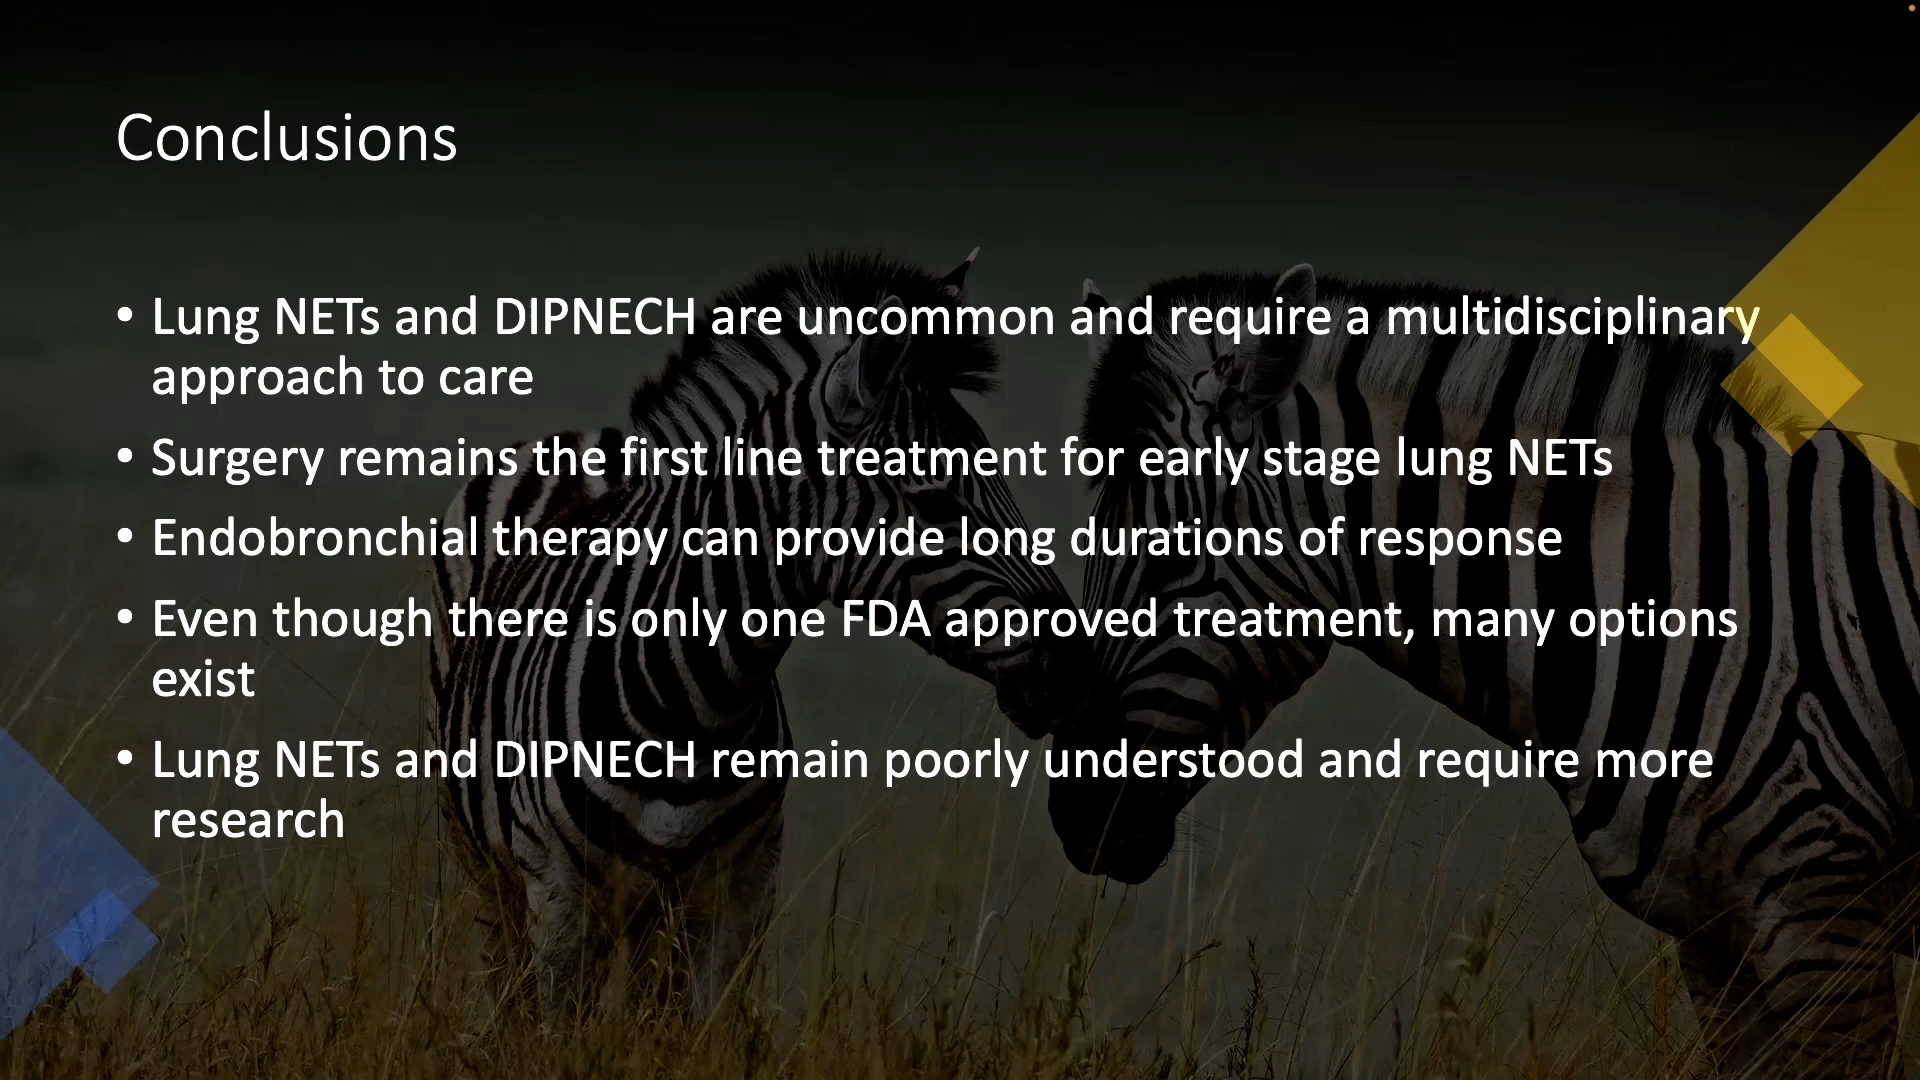 Conclusions
• Lung NETs and DIPNECH are uncommon and require a multidisciplinary
approach to care
• Surgery remains the first line treatment for early stage lung NETs
• Endobronchial therapy can provide long durations of response
• Even though there is only one FDA approved treatment, many options
exist
• Lung NETs and DIPNECH remain poorly understood and require more
research